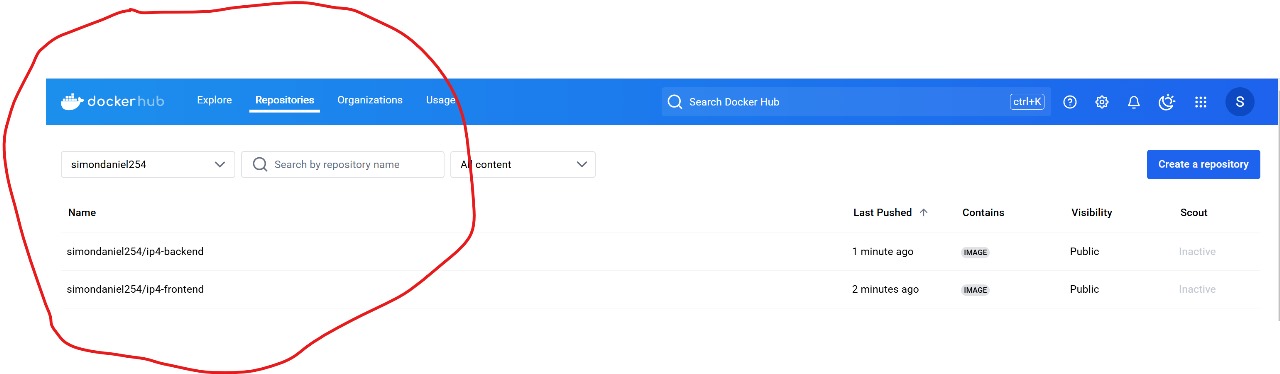 dockerhub Explore Repositories Organizations Usage Search Docker Hub ctrl+K S
simondaniel254 Search by repository name All content Create a repository
Name Last Pushed Contains Visibility Scout
simondaniel254/ip4-backend 1 minute ago IMAGE Public Inactive
simondaniel254/ip4-frontend 2 minutes ago IMAGE Public Inactive